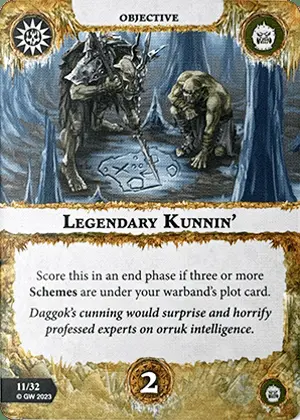 OBJECTIVE
LEGENDARY KUNNIN'
Score this in an end phase if three or more
Schemes are under your warband's plot card.
Daggok's cunning would surprise and horrify
professed experts on orruk intelligence.
11/32
© GW 2023
2